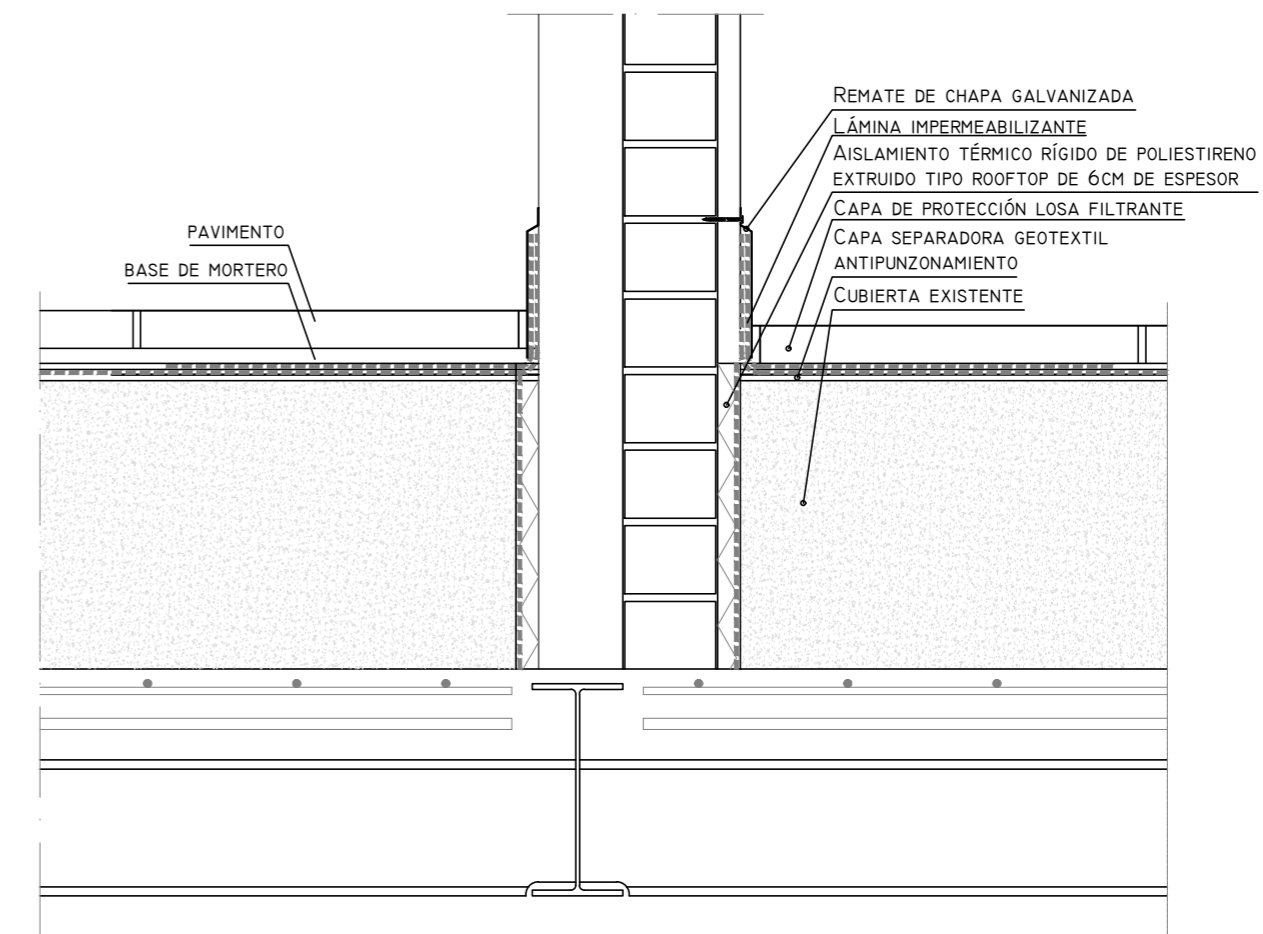 REMATE DE CHAPA GALVANIZADA
LÁMINA IMPERMEABILIZANTE
AISLAMIENTO TÉRMICO RÍGIDO DE POLIESTIRENO
EXTRUIDO TIPO ROOFTOP DE 6CM DE ESPESOR
CAPA DE PROTECCIÓN LOSA FILTRANTE
CAPA SEPARADORA GEOTEXTIL
ANTIPUNZONAMIENTO
CUBIERTA EXISTENTE
PAVIMENTO
BASE DE MORTERO